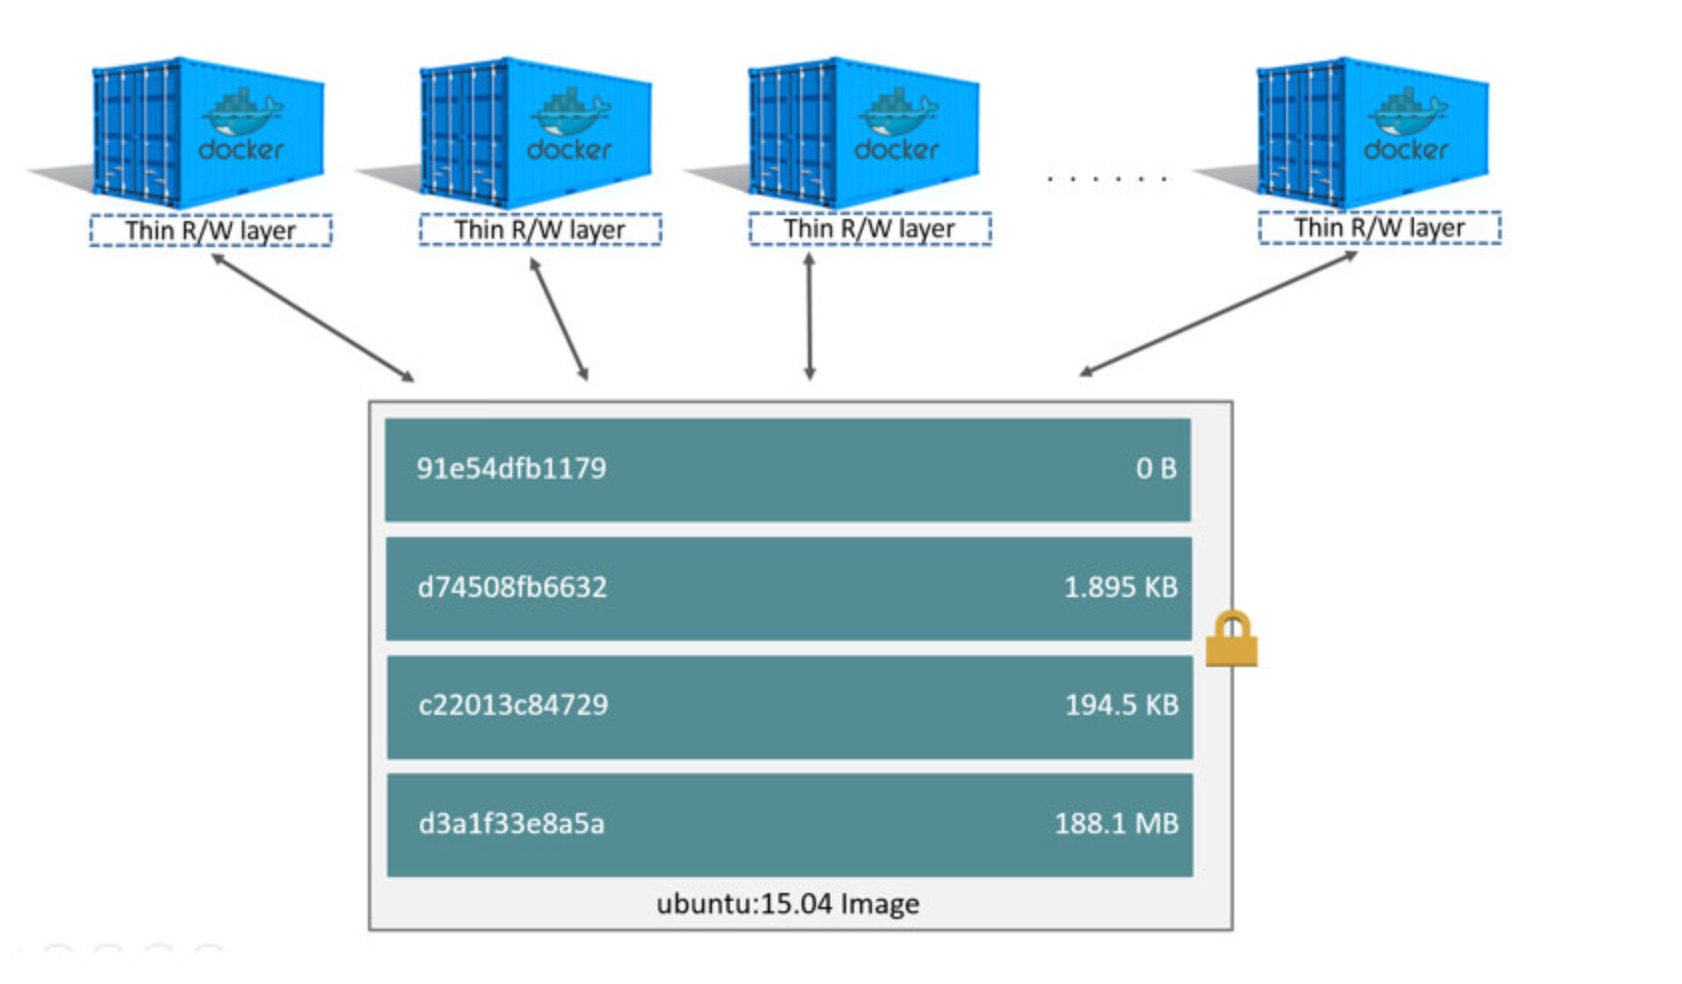 docker docker docker docker
Thin R/W layer Thin R/W layer Thin R/W layer ...... Thin R/W layer
91e54dfb1179 0 B
d74508fb6632 1.895 KB
c22013c84729 194.5 KB
d3a1f33e8a5a 188.1 MB
ubuntu:15.04 Image